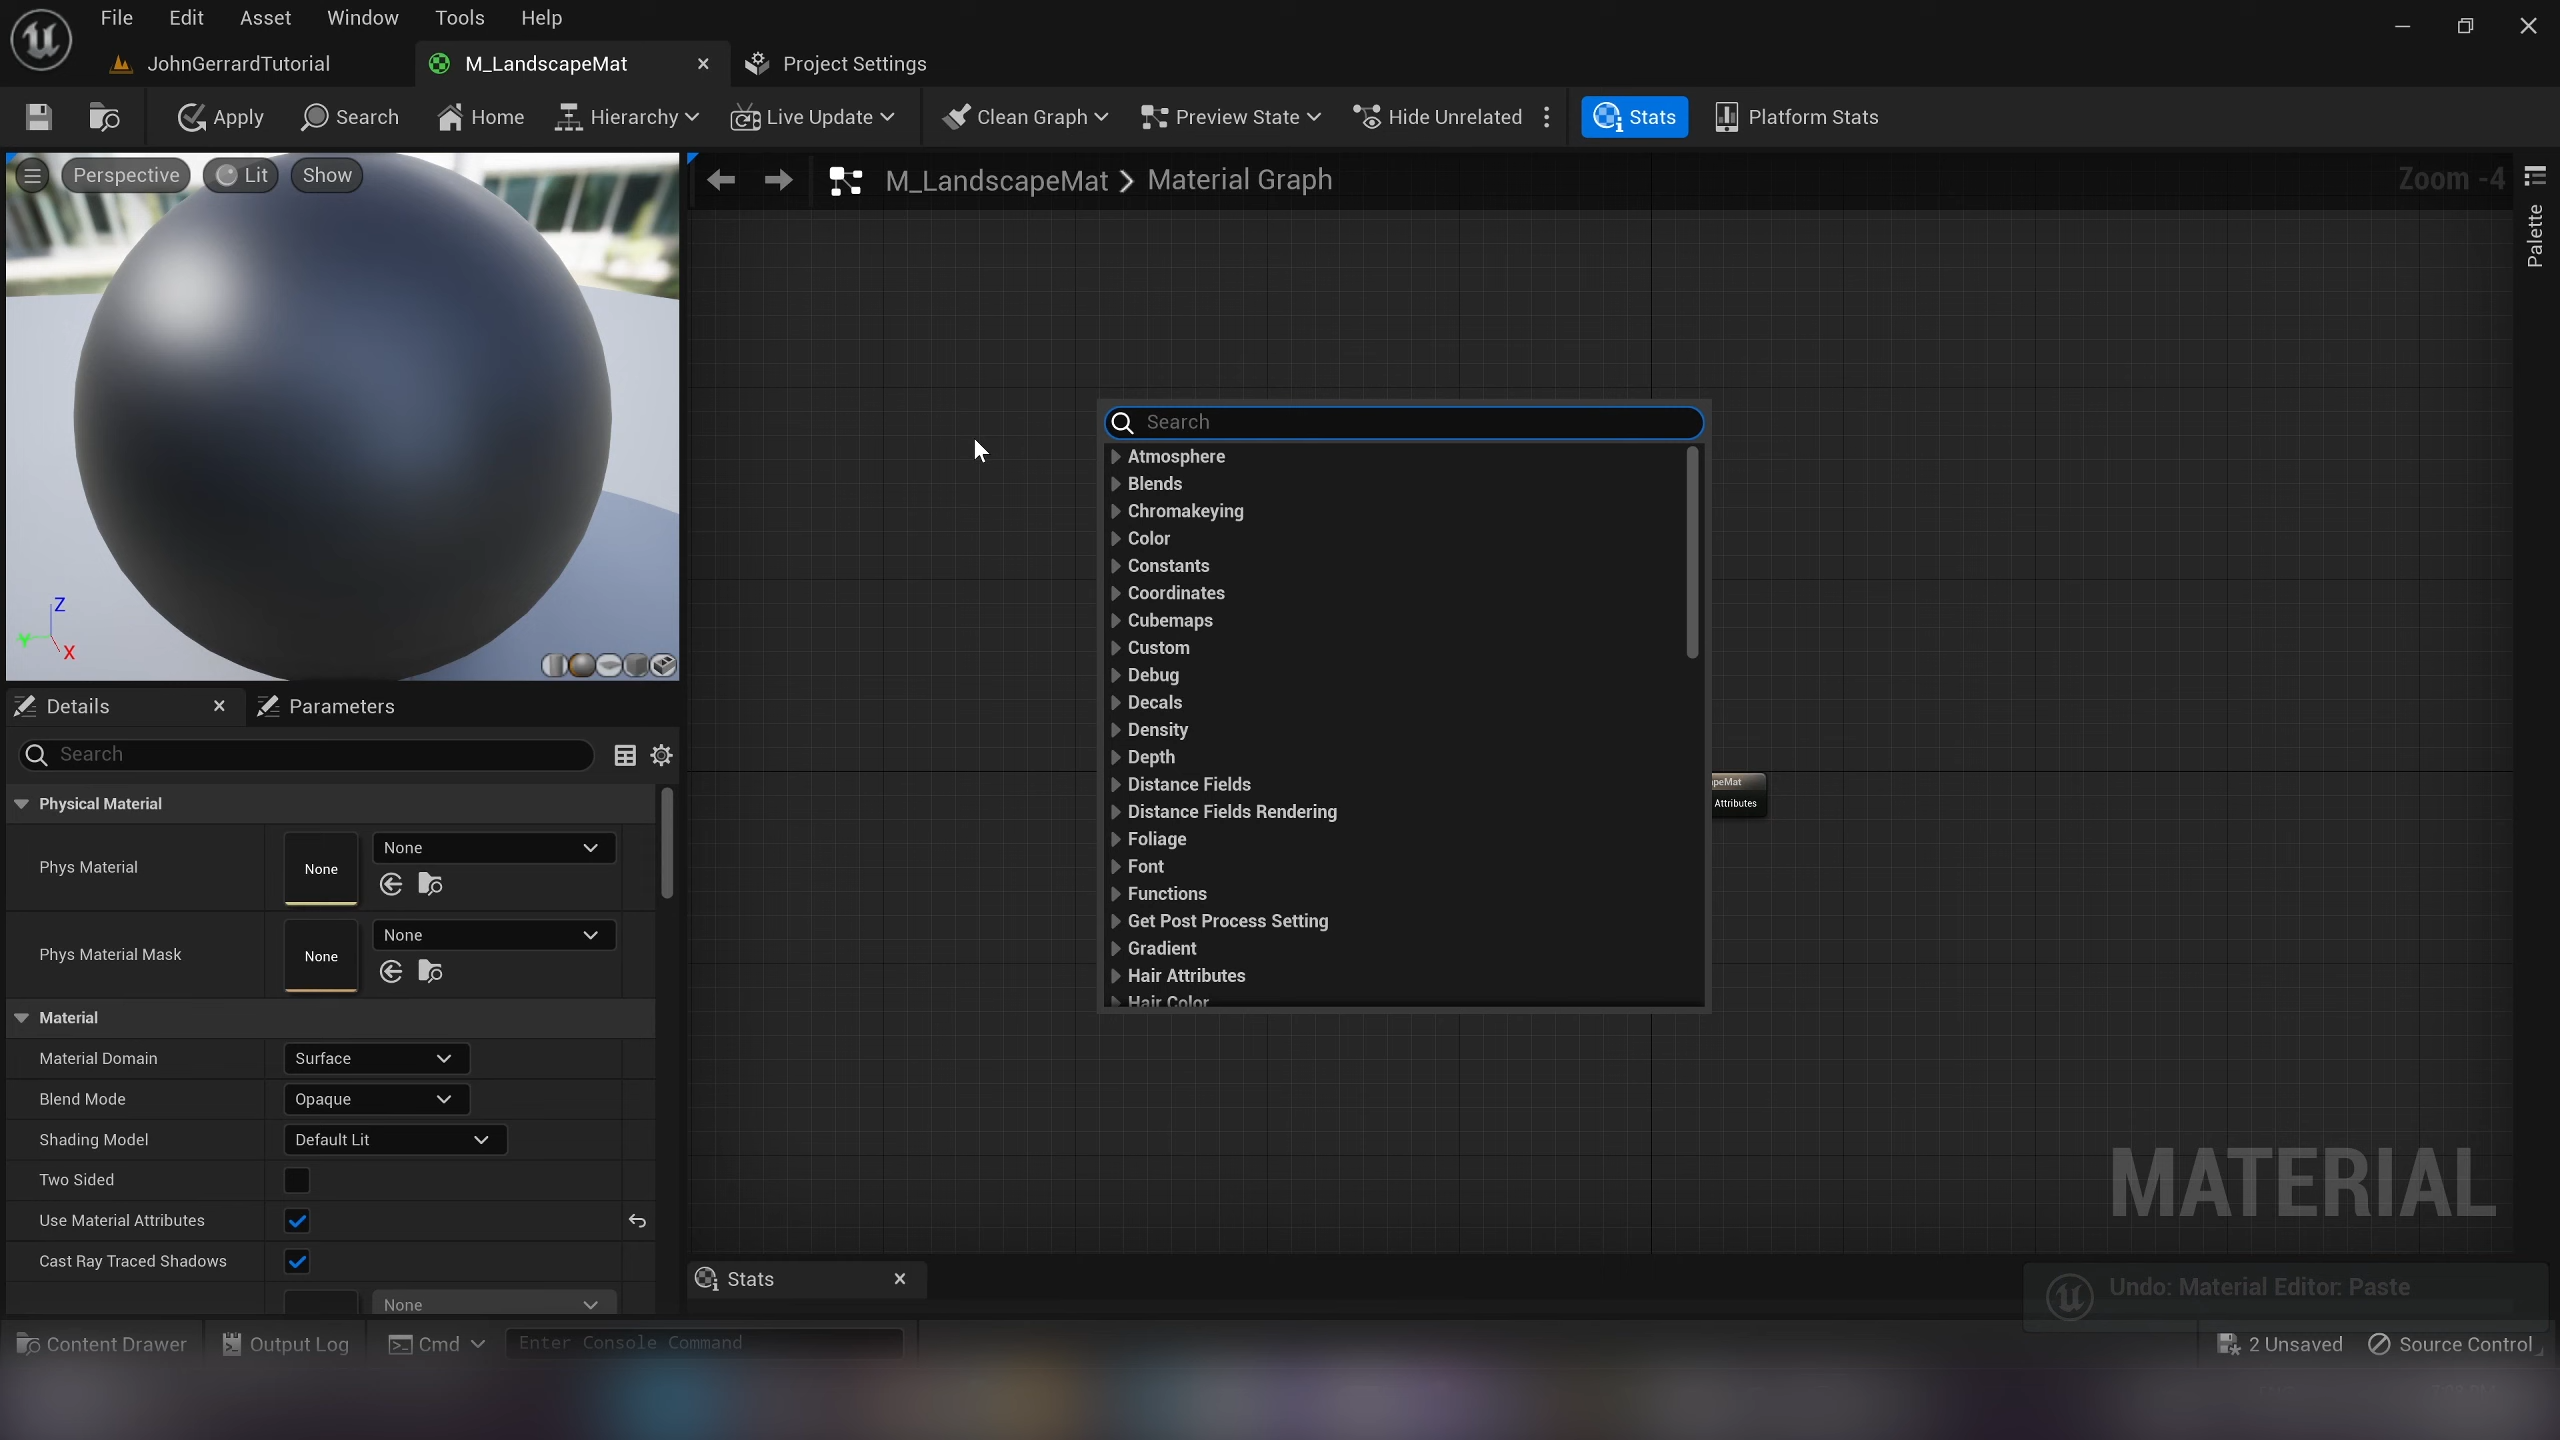 File Edit Asset Window Tools Help
JohnGerrardTutorial
M_LandscapeMat
Project Settings
Apply Search Home Hierarchy Live Update Clean Graph Preview State Hide Unrelated Stats Platform Stats
Perspective Lit Show
M_LandscapeMat > Material Graph
Zoom -4
Palette
Search
Atmosphere
Blends
Chromakeying
Color
Constants
Coordinates
Cubemaps
Custom
Debug
Decals
Density
Depth
Distance Fields
Distance Fields Rendering
Foliage
Font
Functions
Get Post Process Setting
Gradient
Hair Attributes
Hair Color
peMat
Attributes
Z
Y
X
Details Parameters
Search
Physical Material
Phys Material None None
Phys Material Mask None None
Material
Material Domain Surface
Blend Mode Opaque
Shading Model Default Lit
Two Sided
Use Material Attributes
Cast Ray Traced Shadows
None
MATERIAL
Stats
Undo: Material Editor: Paste
Content Drawer Output Log Cmd Enter Console Command 2 Unsaved Source Control